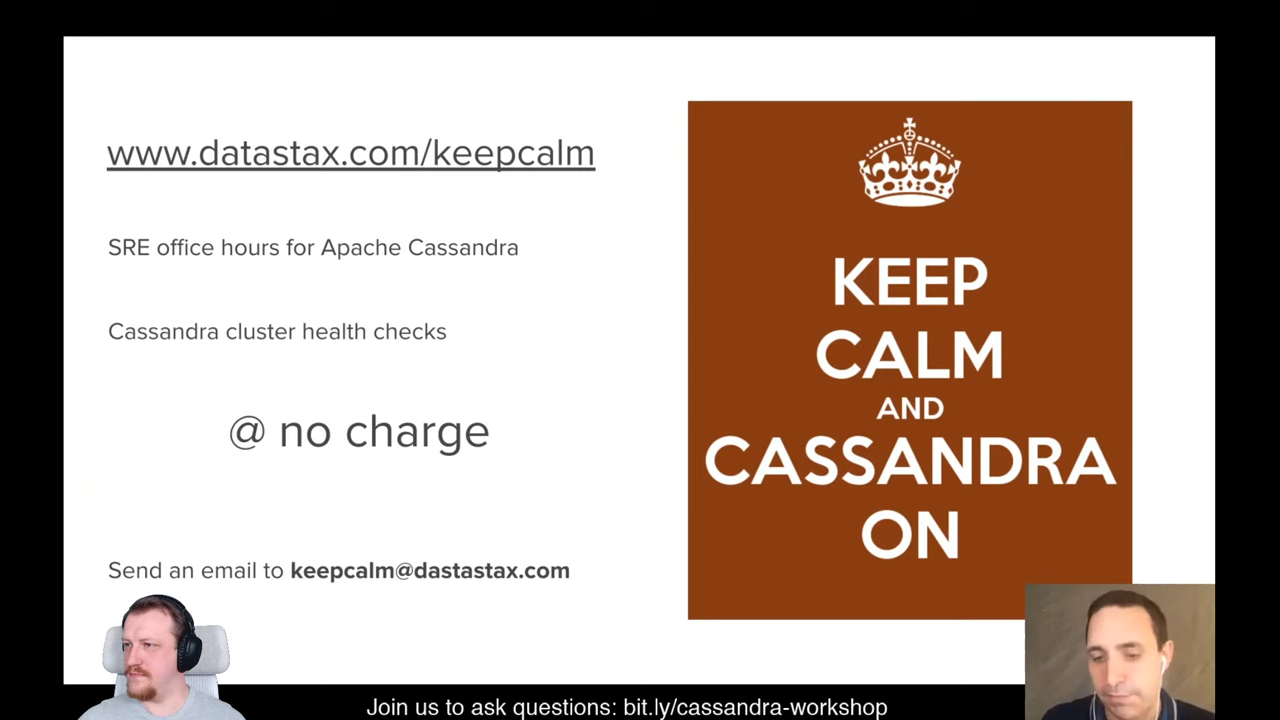 www.datastax.com/keepcalm
SRE office hours for Apache Cassandra
Cassandra cluster health checks
@ no charge
Send an email to keepcalm@dastastax.com
KEEP
CALM
AND
CASSANDRA
ON
Join us to ask questions: bit.ly/cassandra-workshop